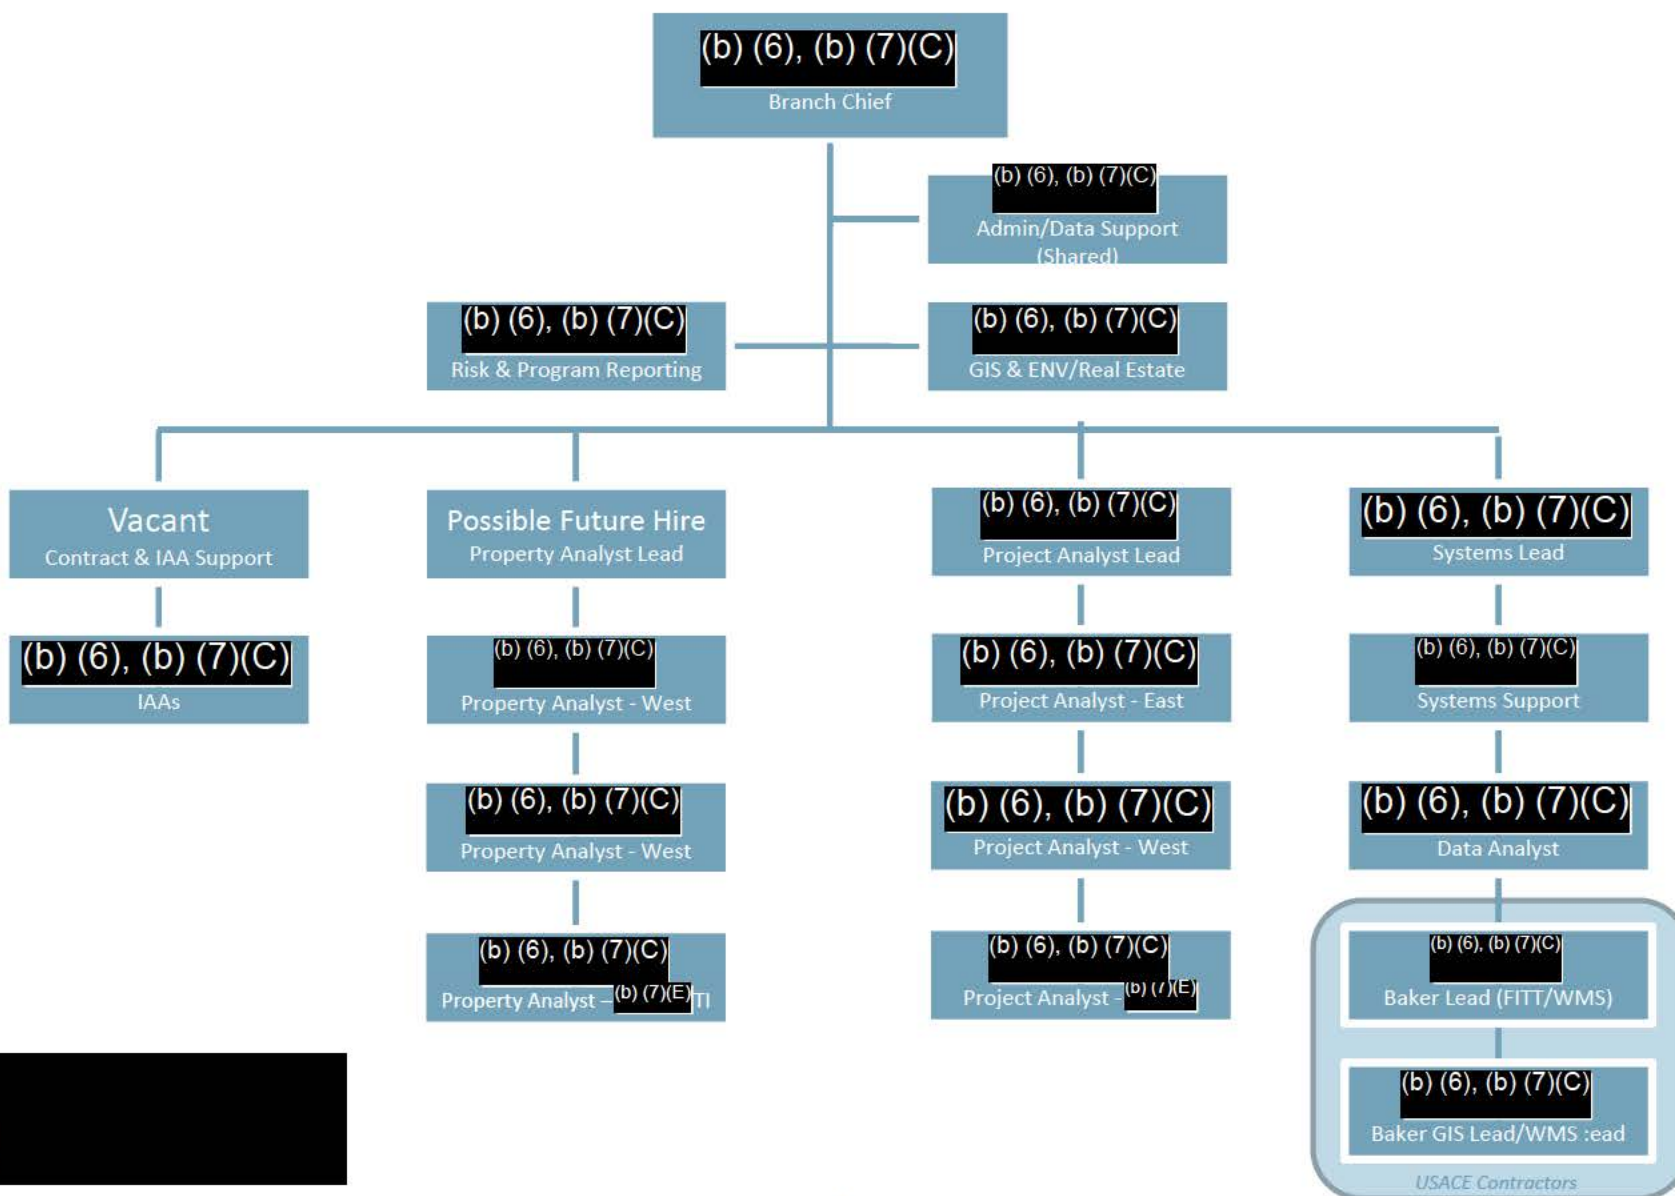 (b) (6), (b) (7)(C)
Branch Chief
(b) (6), (b) (7)(C)
Admin/Data Support
(Shared)
(b) (6), (b) (7)(C)
Risk & Program Reporting
(b) (6), (b) (7)(C)
GIS & ENV/Real Estate
Vacant
Contract & IAA Support
(b) (6), (b) (7)(C)
IAAs
Possible Future Hire
Property Analyst Lead
(b) (6), (b) (7)(C)
Property Analyst - West
(b) (6), (b) (7)(C)
Property Analyst - West
(b) (6), (b) (7)(C)
Property Analyst – (b) (7)(E) TI
(b) (6), (b) (7)(C)
Project Analyst Lead
(b) (6), (b) (7)(C)
Project Analyst - East
(b) (6), (b) (7)(C)
Project Analyst - West
(b) (6), (b) (7)(C)
Project Analyst - (b) (7)(E)
(b) (6), (b) (7)(C)
Systems Lead
(b) (6), (b) (7)(C)
Systems Support
(b) (6), (b) (7)(C)
Data Analyst
(b) (6), (b) (7)(C)
Baker Lead (FITT/WMS)
(b) (6), (b) (7)(C)
Baker GIS Lead/WMS :ead
USACE Contractors